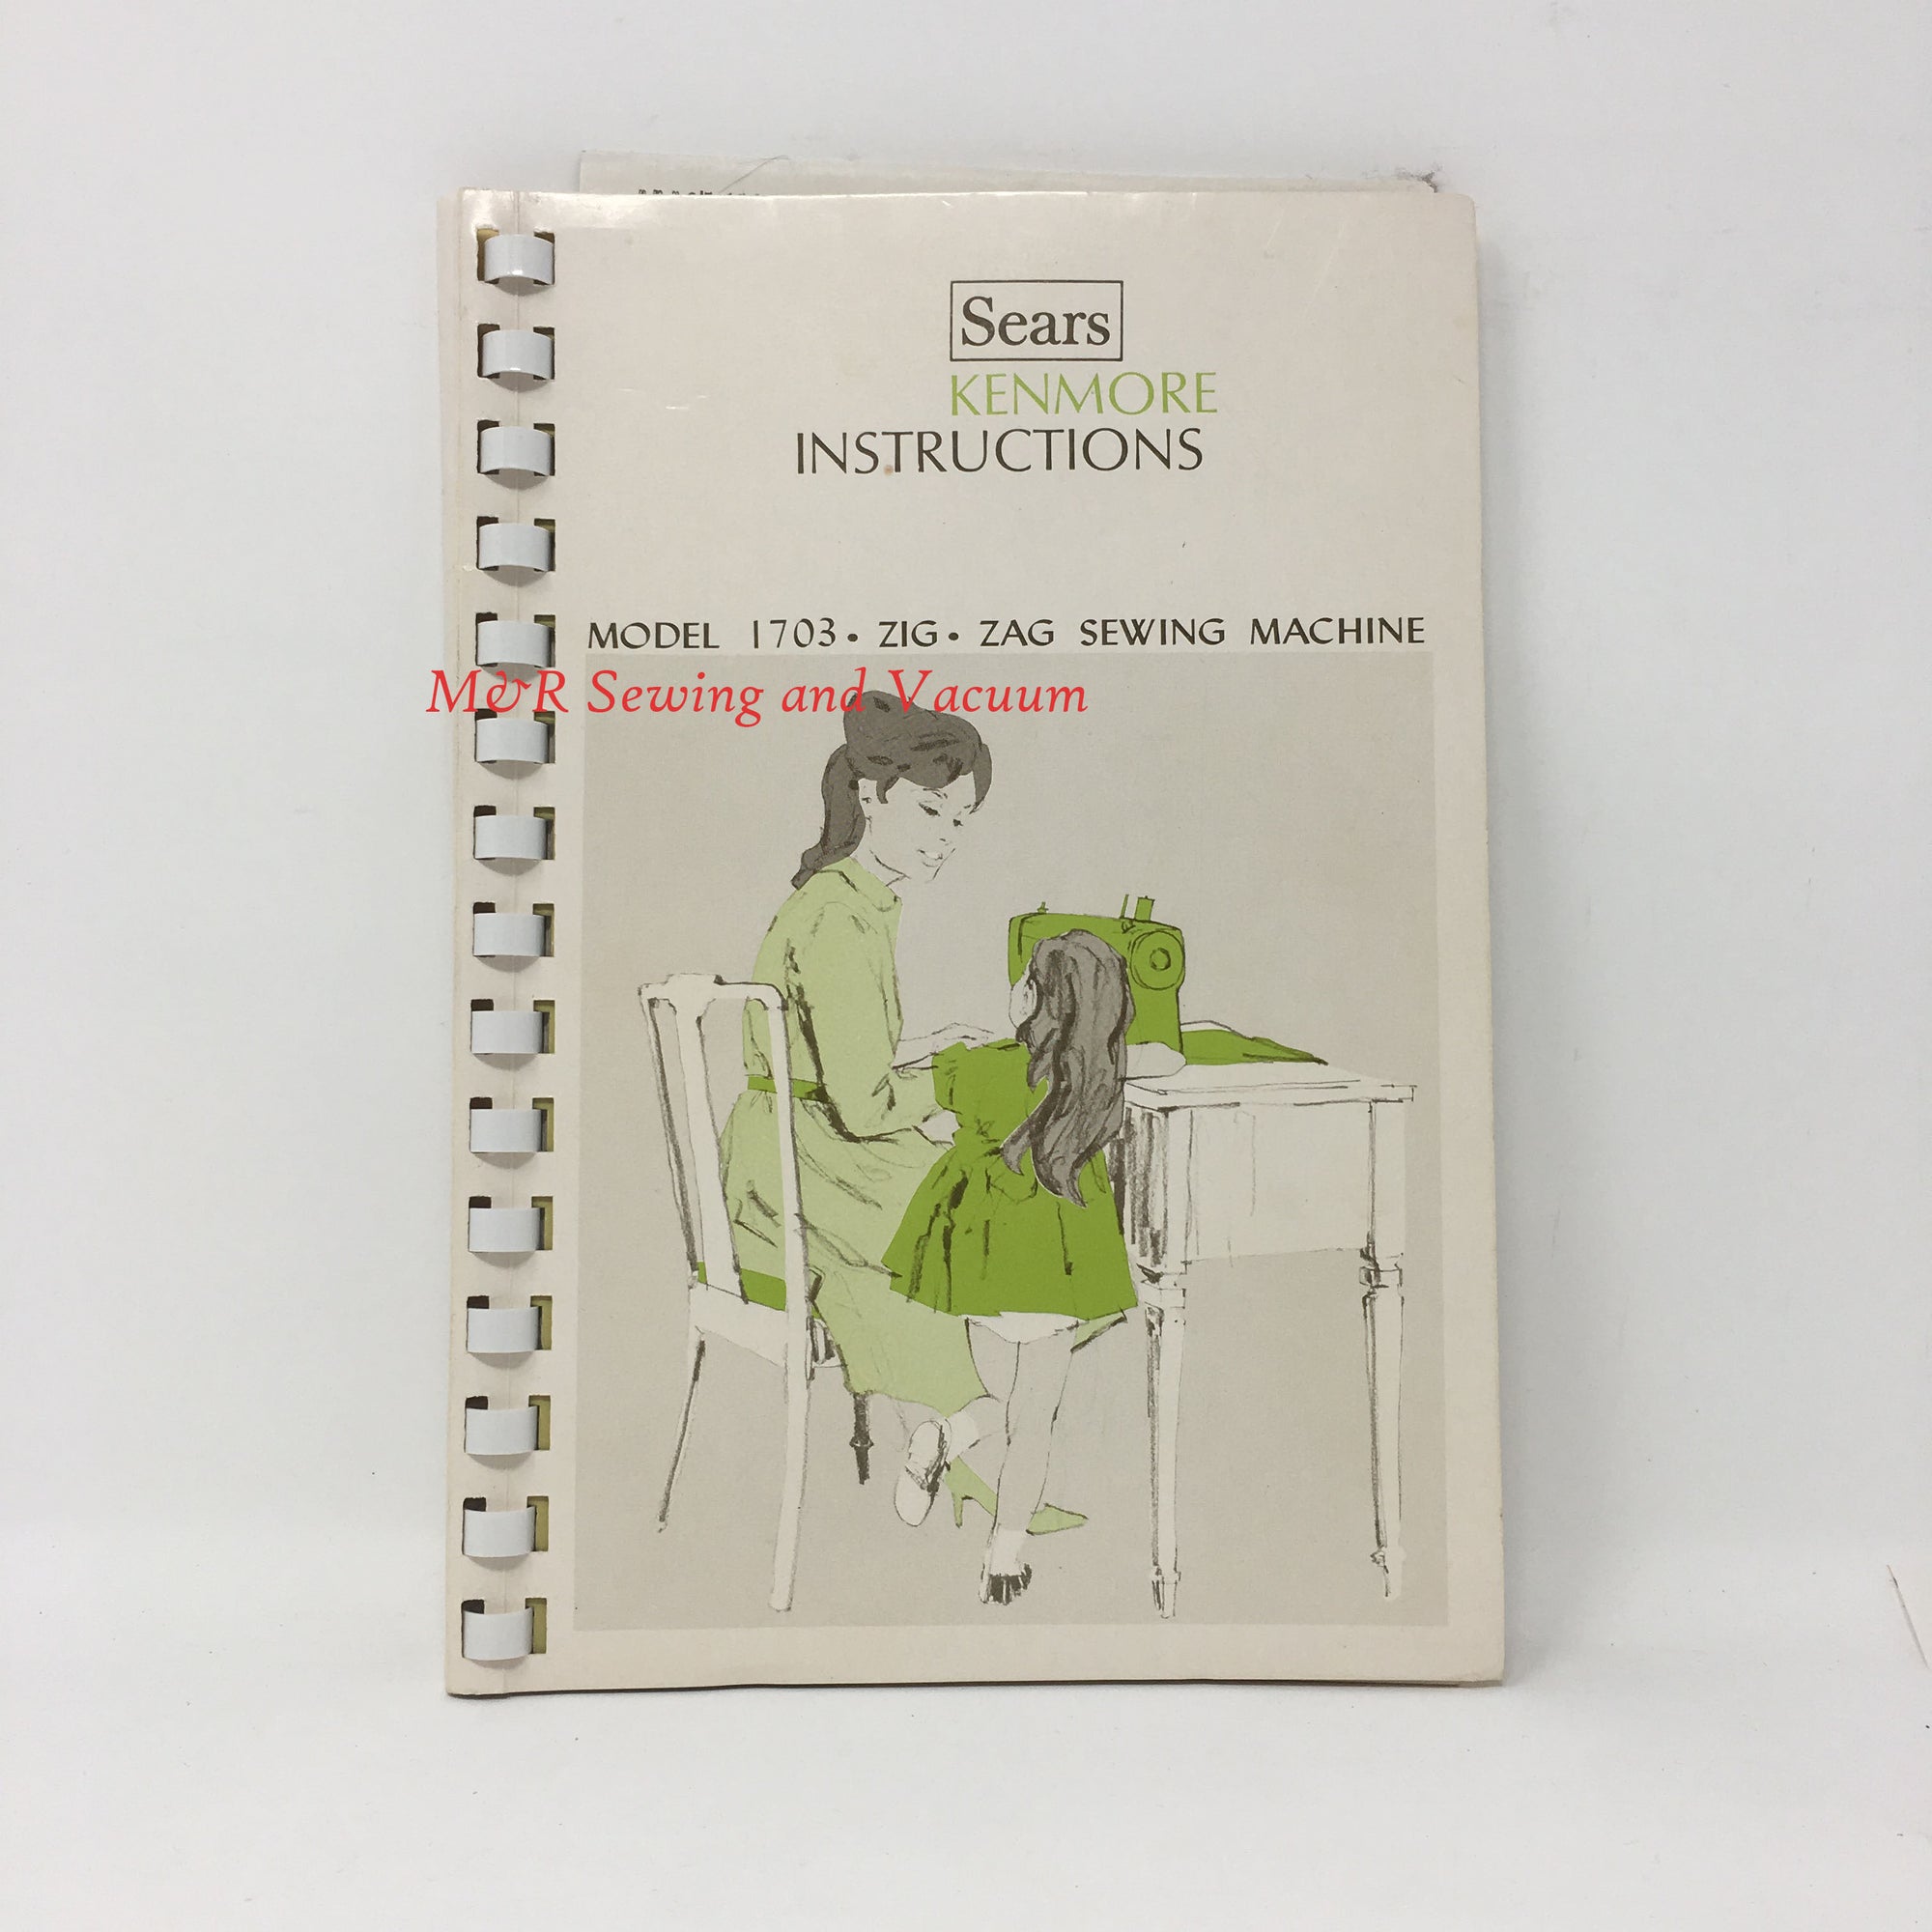 Sears
KENMORE
INSTRUCTIONS
MODEL 1703 • ZIG • ZAG SEWING MACHINE
M&R Sewing and Vacuum